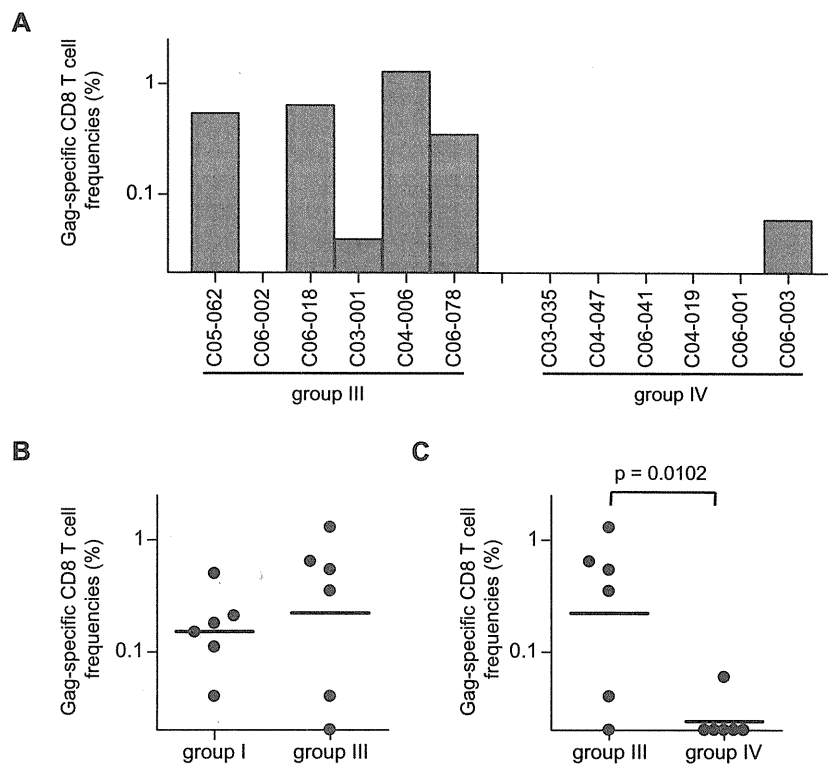 A
Gag-specific CD8 T cell
frequencies (%)
1
0.1
C05-062
C06-002
C06-018
C03-001
C04-006
C06-078
C03-035
C04-047
C06-041
C04-019
C06-001
C06-003
group III
group IV
B
Gag-specific CD8 T cell
frequencies (%)
1
0.1
group I
group III
C
p = 0.0102
Gag-specific CD8 T cell
frequencies (%)
1
0.1
group III
group IV